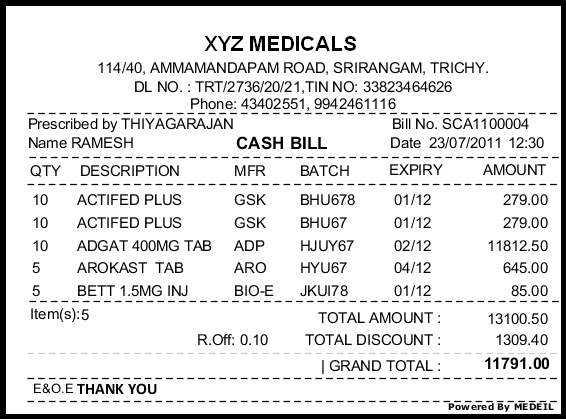 XYZ MEDICALS
114/40, AMMAMANDAPAM ROAD, SRIRANGAM, TRICHY.
DL NO. : TRT/2736/20/21,TIN NO: 33823464626
Phone: 43402551, 9942461116
Prescribed by THIYAGARAJAN Bill No. SCA1100004
Name RAMESH CASH BILL Date 23/07/2011 12:30
QTY DESCRIPTION MFR BATCH EXPIRY AMOUNT
10 ACTIFED PLUS GSK BHU678 01/12 279.00
10 ACTIFED PLUS GSK BHU67 01/12 279.00
10 ADGAT 400MG TAB ADP HJUY67 02/12 11812.50
5 AROKAST TAB ARO HYU67 04/12 645.00
5 BETT 1.5MG INJ BIO-E JKUI78 01/12 85.00
Item(s):5 TOTAL AMOUNT : 13100.50
R.Off: 0.10 TOTAL DISCOUNT : 1309.40
| GRAND TOTAL : 11791.00
E&O.E THANK YOU
Powered By MEDEIL